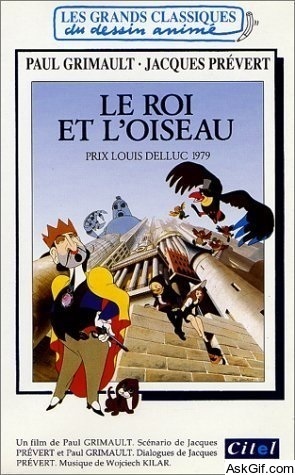 LES GRANDS CLASSIQUES
du dessin animé
PAUL GRIMAULT · JACQUES PRÉVERT
LE ROI
ET L'OISEAU
PRIX LOUIS DELLUC 1979
Un film de Paul GRIMAULT. Scénario de Jacques
PRÉVERT et Paul GRIMAULT. Dialogues de Jacques
PRÉVERT. Musique de Wojciech KILAR.
Citel
AskGif.com